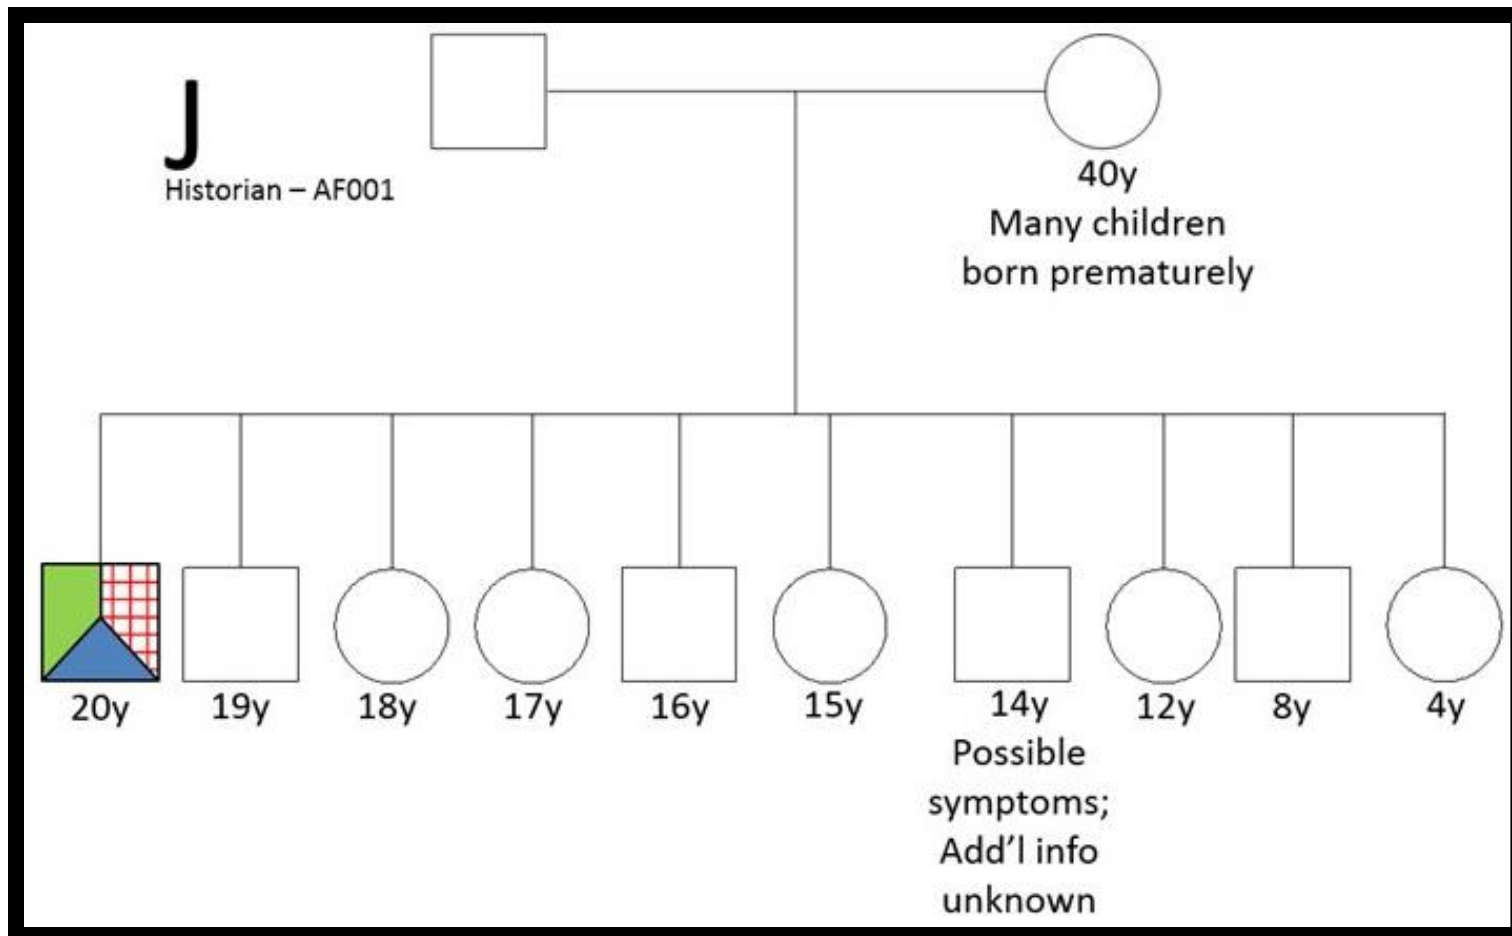 J
Historian – AF001
40y
Many children
born prematurely
20y
19y
18y
17y
16y
15y
14y
12y
8y
4y
Possible
symptoms;
Add’l info
unknown